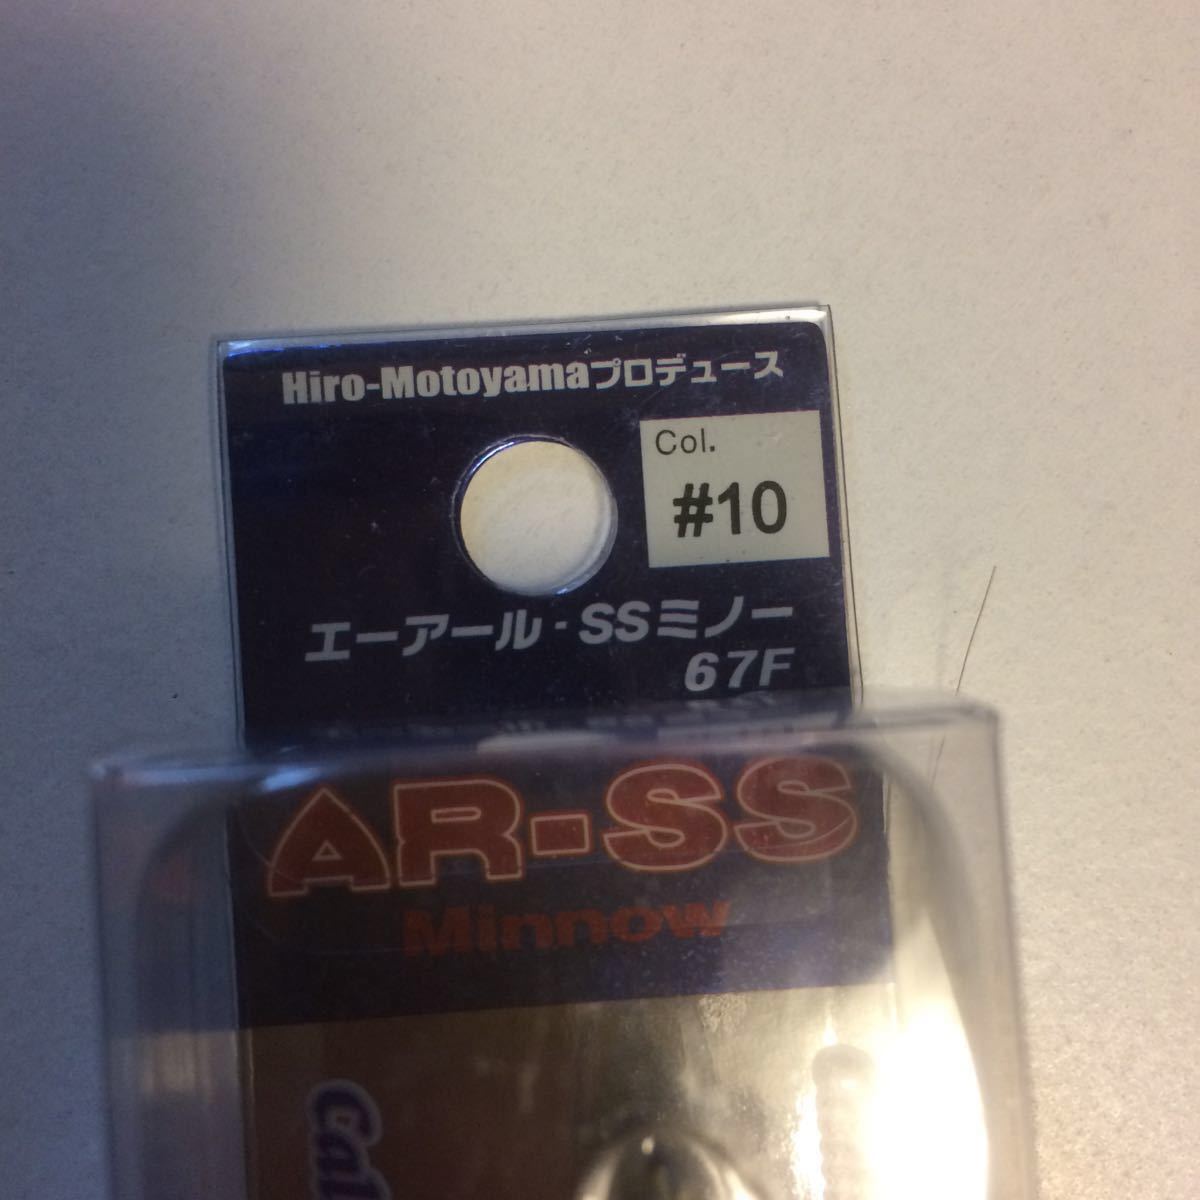 Hiro-Motoyamaプロデュース
Col.
#10
エーアール・SSミノー
67F
AR-SS
Minnow